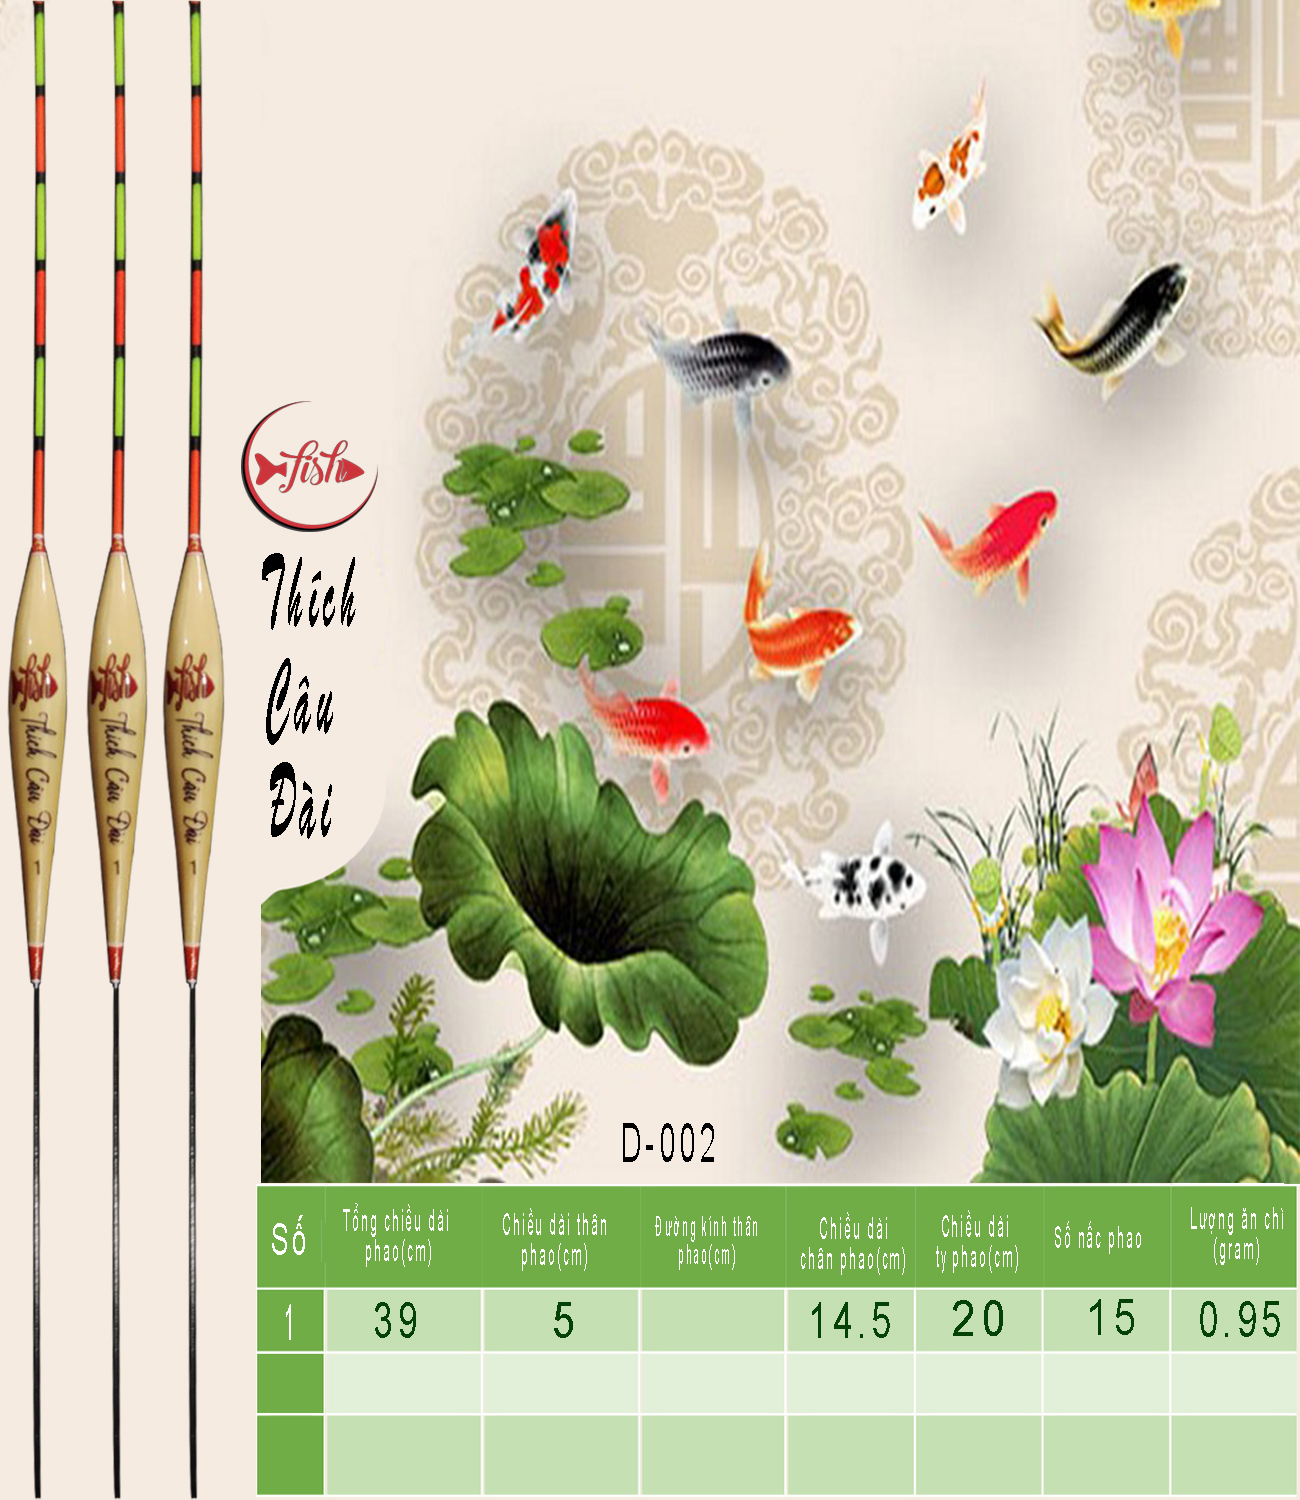 fish
Thích
Câu
Đài
fish Thích Câu Đài 1
fish Thích Câu Đài 1
fish Thích Câu Đài 1
D-002
Số
Tổng chiều dài
phao(cm)
Chiều dài thân
phao(cm)
Đường kính thân
phao(cm)
Chiều dài
chân phao(cm)
Chiều dài
ty phao(cm)
Số nấc phao
Lượng ăn chì
(gram)
1
39
5
14.5
20
15
0.95